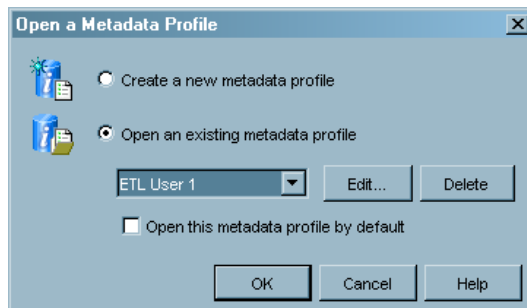 Open a Metadata Profile
Create a new metadata profile
Open an existing metadata profile
ETL User 1
Edit...
Delete
Open this metadata profile by default
OK
Cancel
Help